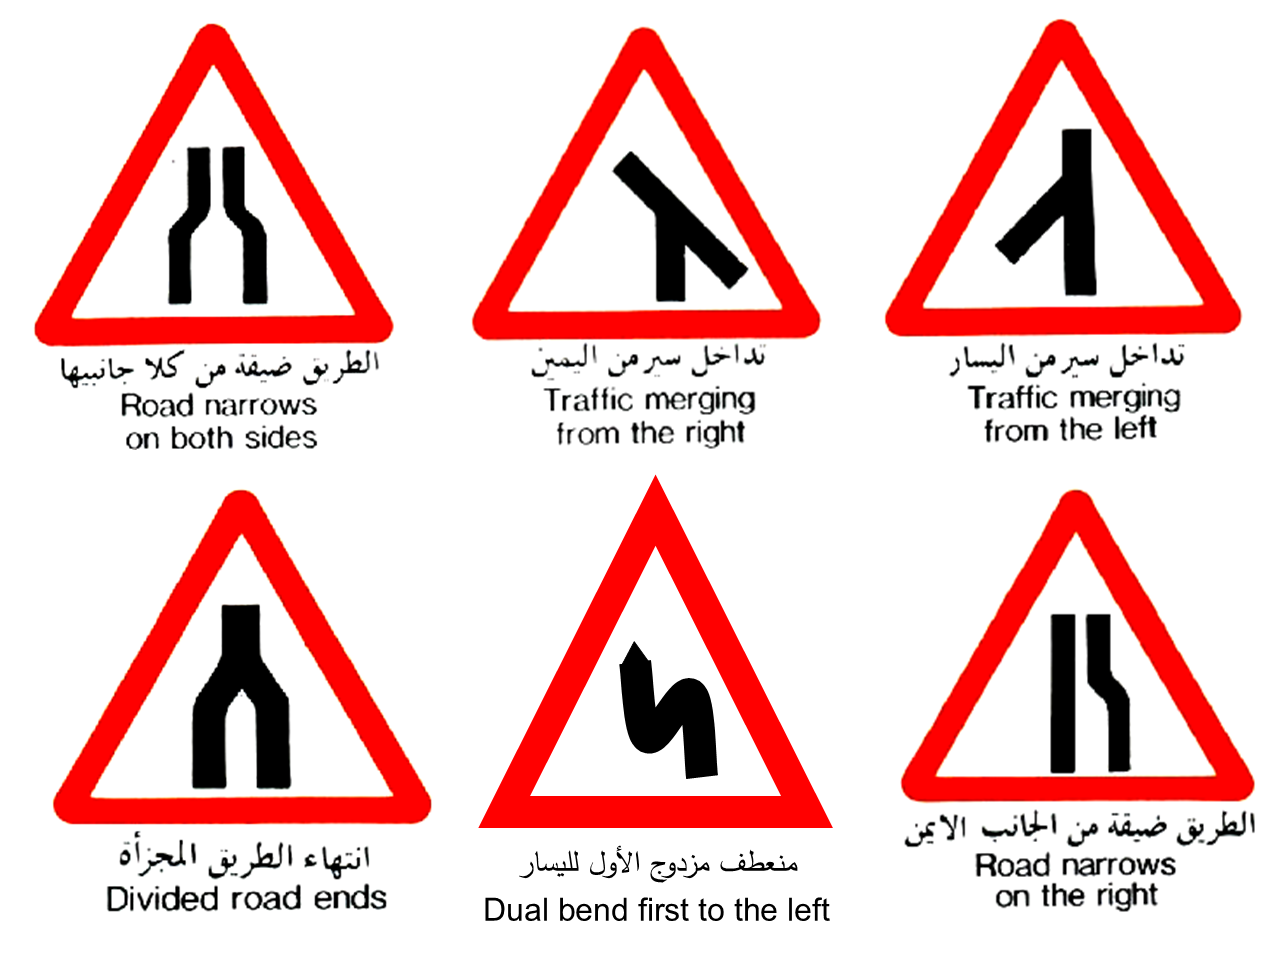 الطريق ضيقة من كلا جانبيها
Road narrows
on both sides
تداخل سير من اليمين
Traffic merging
from the right
تداخل سير من اليسار
Traffic merging
from the left
انتهاء الطريق المجزأة
Divided road ends
منعطف مزدوج الأول لليسار
Dual bend first to the left
الطريق ضيقة من الجانب الايمن
Road narrows
on the right